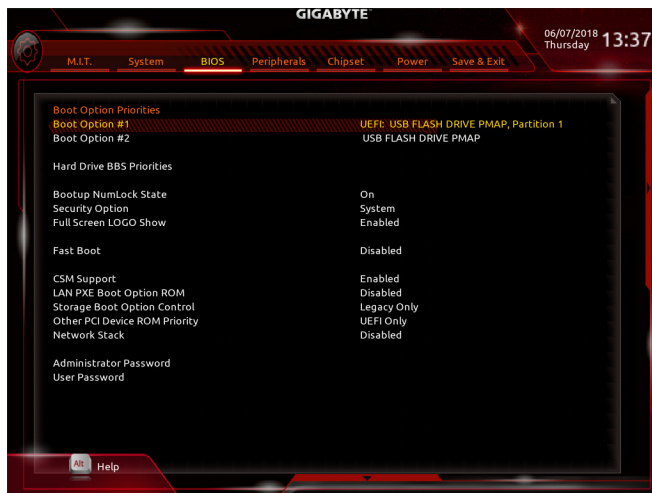 GIGABYTE™
06/07/2018 13:37
Thursday
M.I.T. System BIOS Peripherals Chipset Power Save & Exit
Boot Option Priorities
Boot Option #1 UEFI: USB FLASH DRIVE PMAP, Partition 1
Boot Option #2 USB FLASH DRIVE PMAP
Hard Drive BBS Priorities
Bootup NumLock State On
Security Option System
Full Screen LOGO Show Enabled
Fast Boot Disabled
CSM Support Enabled
LAN PXE Boot Option ROM Disabled
Storage Boot Option Control Legacy Only
Other PCI Device ROM Priority UEFI Only
Network Stack Disabled
Administrator Password
User Password
Alt Help